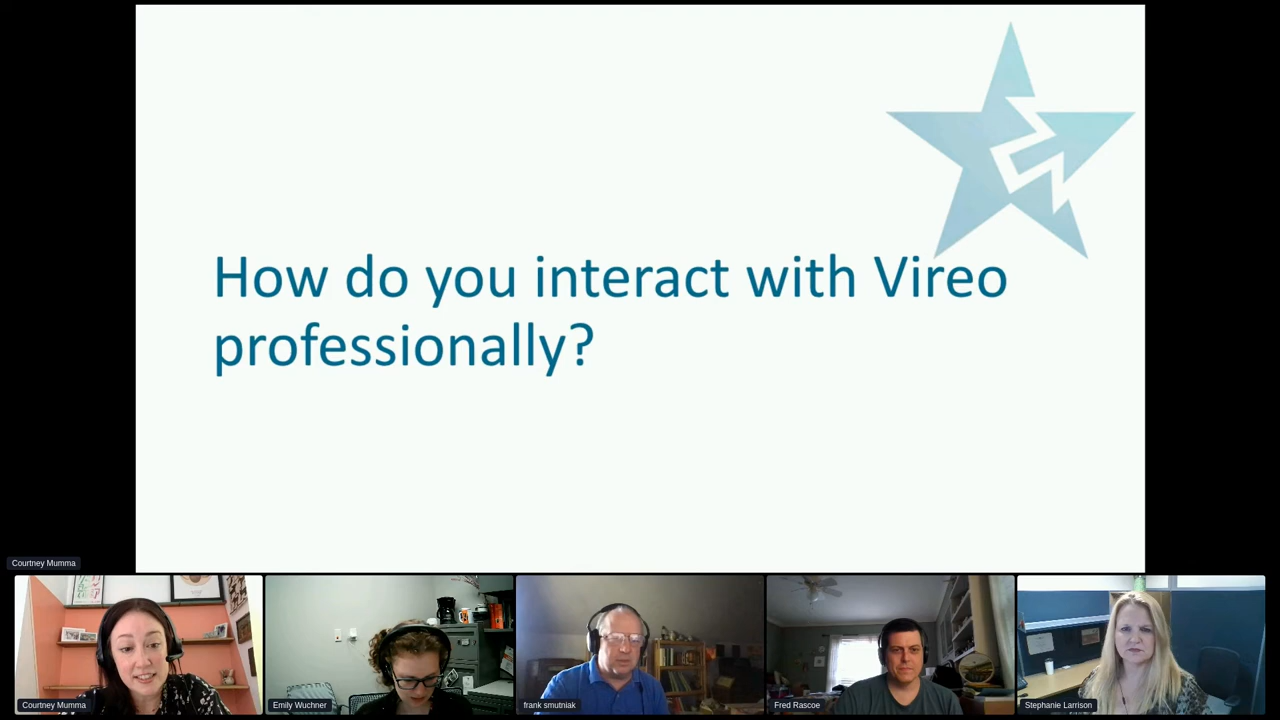 How do you interact with Vireo
professionally?
Courtney Mumma
Courtney Mumma
Emily Wuchner
frank smutniak
Fred Rascoe
Stephanie Larrison